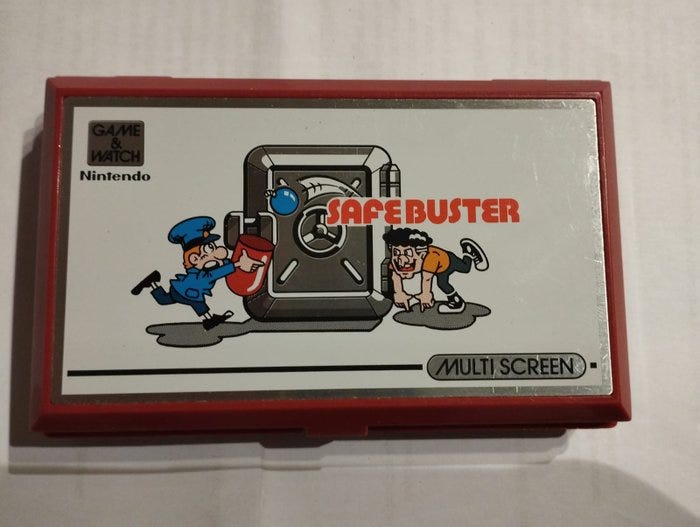 GAME
&
WATCH
Nintendo
SAFEBUSTER
MULTI SCREEN